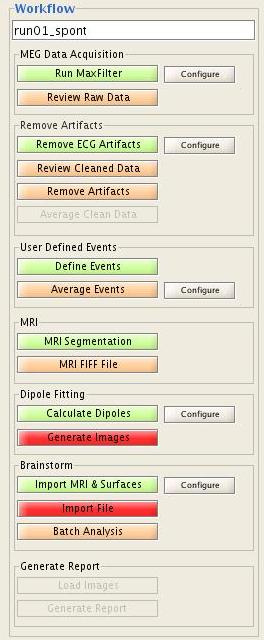 Workflow
run01_spont
MEG Data Acquisition
Run MaxFilter Configure
Review Raw Data
Remove Artifacts
Remove ECG Artifacts Configure
Review Cleaned Data
Remove Artifacts
Average Clean Data
User Defined Events
Define Events
Average Events Configure
MRI
MRI Segmentation
MRI FIFF File
Dipole Fitting
Calculate Dipoles Configure
Generate Images
Brainstorm
Import MRI & Surfaces Configure
Import File
Batch Analysis
Generate Report
Load Images
Generate Report